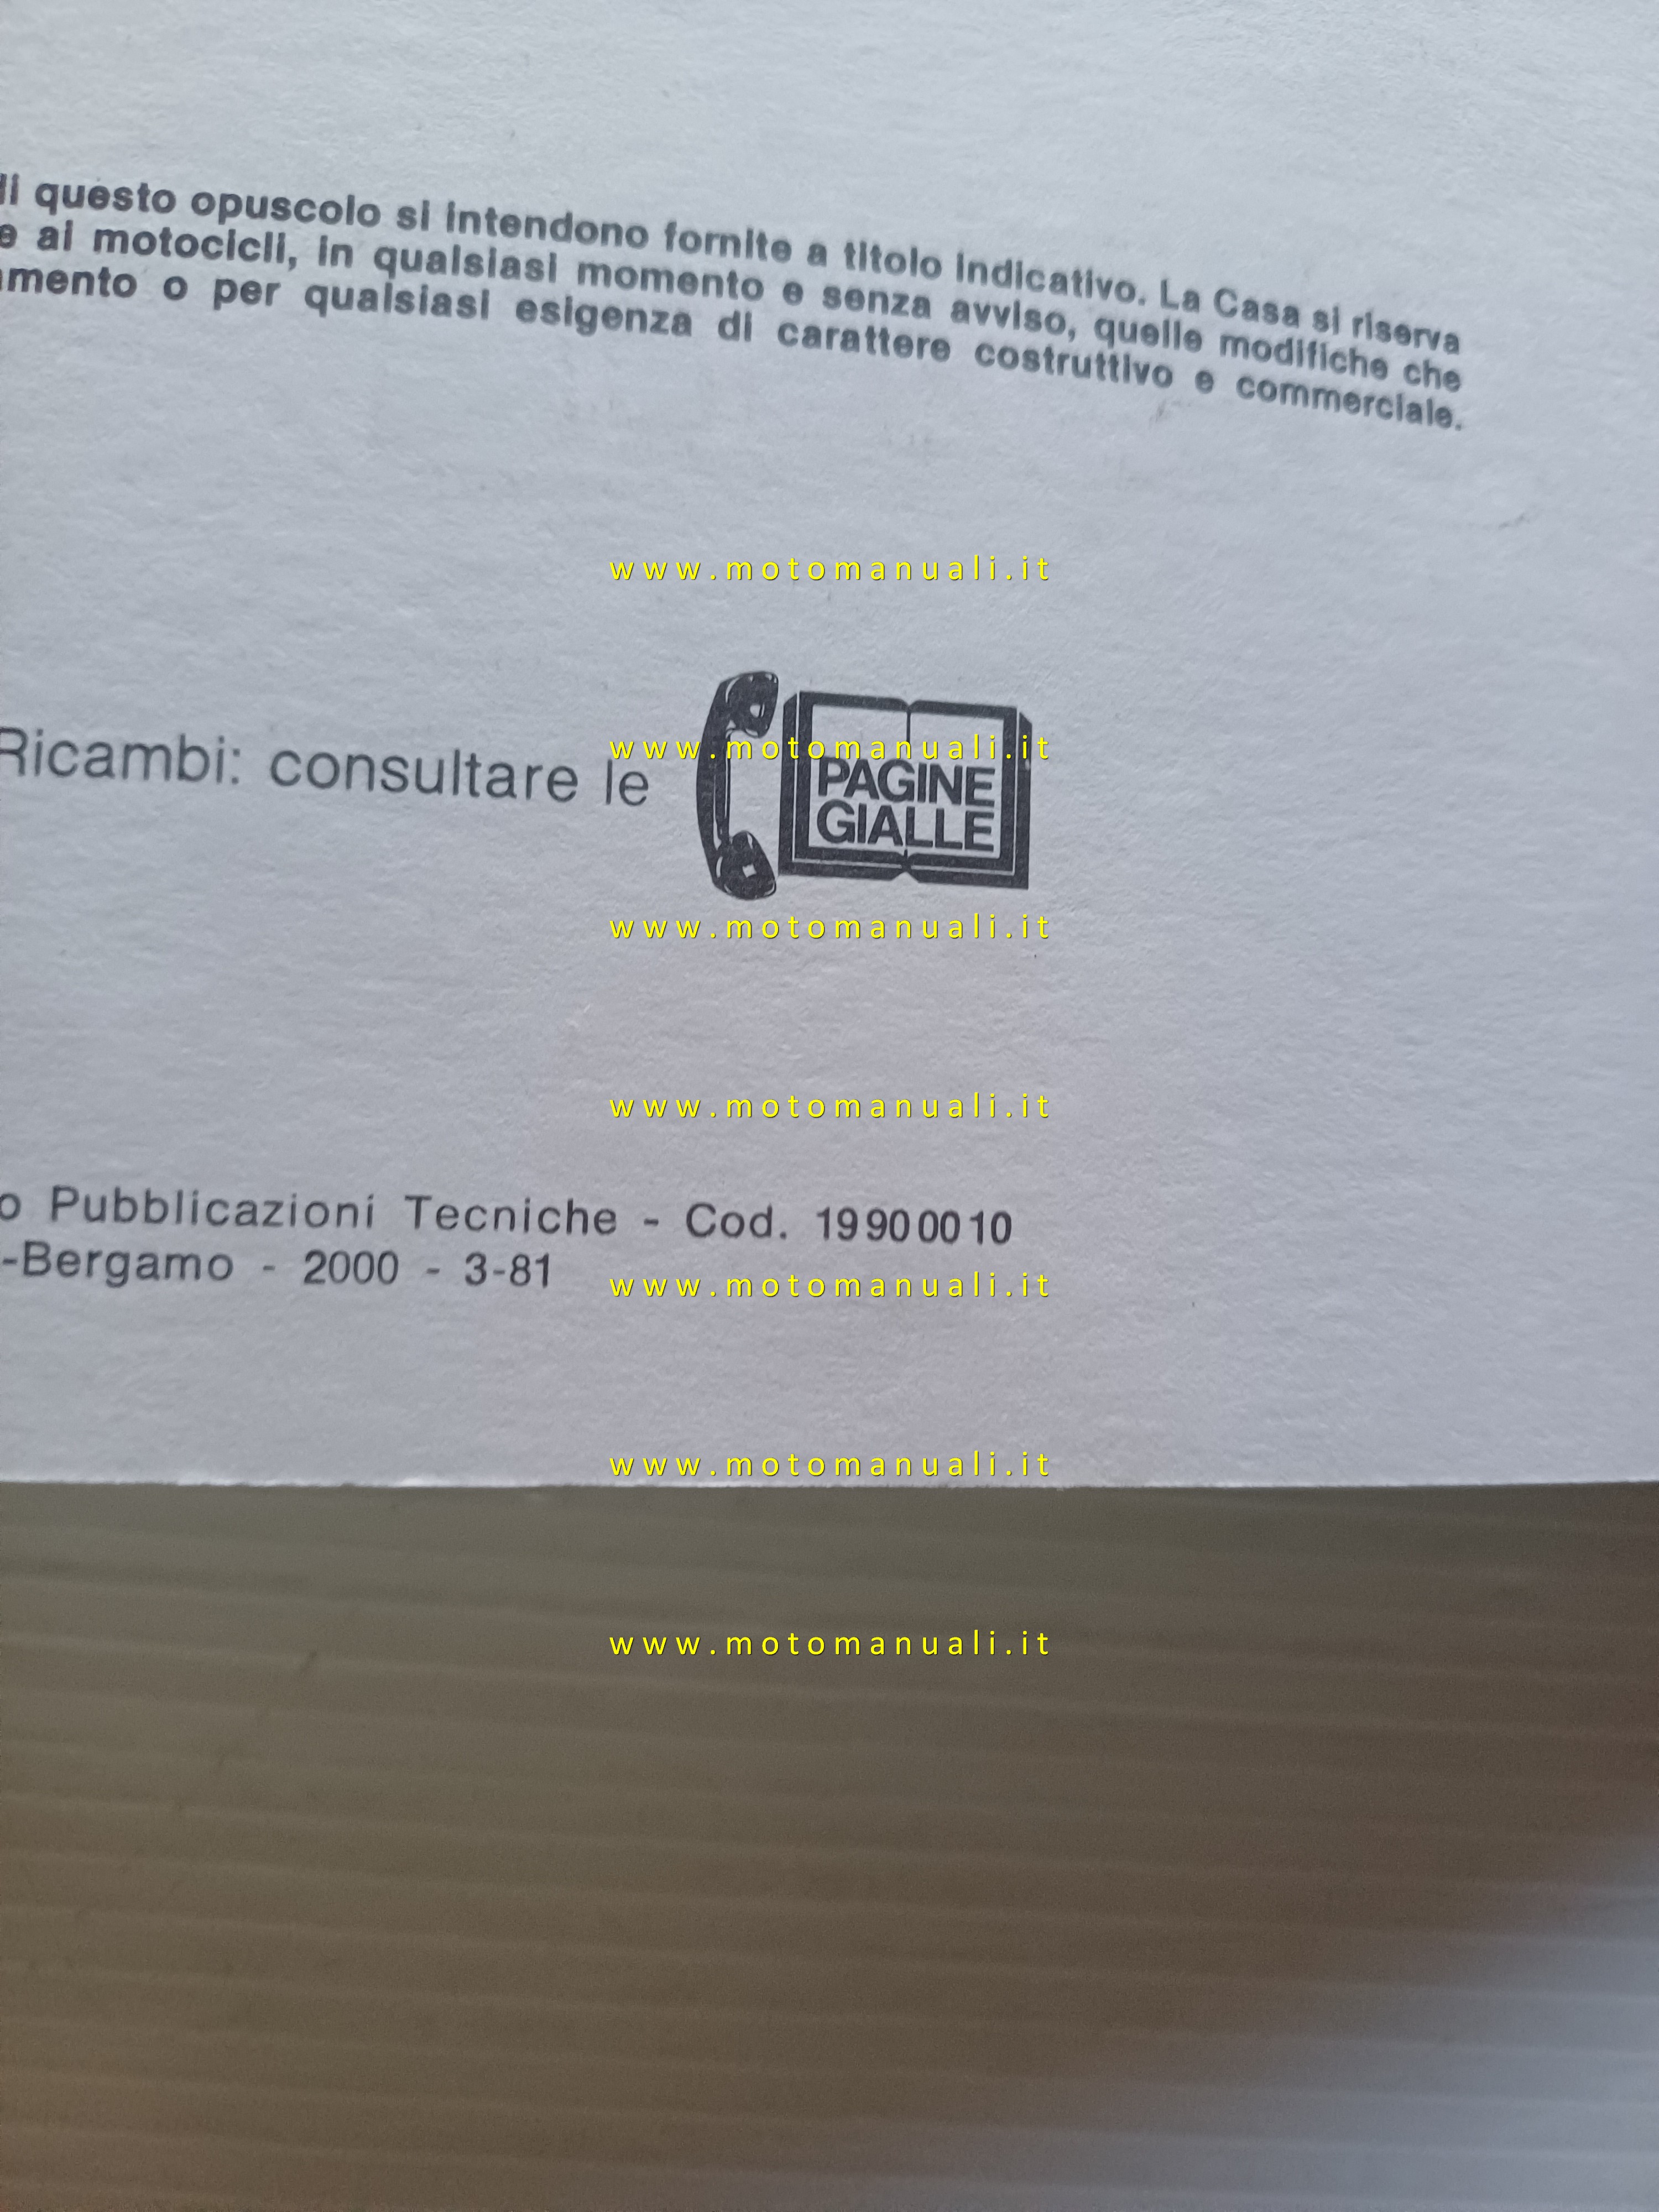 di questo opuscolo si intendono fornite a titolo indicativo. La Casa si riserva
e ai motocicli, in qualsiasi momento e senza avviso, quelle modifiche che
amento o per qualsiasi esigenza di carattere costruttivo e commerciale.
www.motomanuali.it
www.motomanuali.it
Ricambi: consultare le
PAGINE
GIALLE
www.motomanuali.it
www.motomanuali.it
o Pubblicazioni Tecniche - Cod. 19900010
-Bergamo - 2000 - 3-81
www.motomanuali.it
www.motomanuali.it
www.motomanuali.it